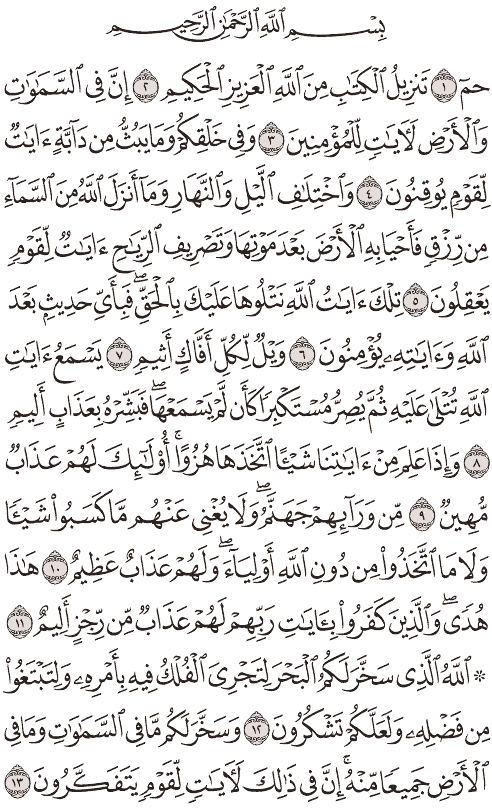 بِسْمِ ٱللَّهِ ٱلرَّحْمَٰنِ ٱلرَّحِيمِ
حمٓ ١ تَنزِيلُ ٱلْكِتَٰبِ مِنَ ٱللَّهِ ٱلْعَزِيزِ ٱلْحَكِيمِ ٢ إِنَّ فِى ٱلسَّمَٰوَٰتِ
وَٱلْأَرْضِ لَءَايَٰتٍ لِّلْمُؤْمِنِينَ ٣ وَفِى خَلْقِكُمْ وَمَا يَبُثُّ مِن دَآبَّةٍ ءَايَٰتٌ
لِّقَوْمٍ يُوقِنُونَ ٤ وَٱخْتِلَٰفِ ٱلَّيْلِ وَٱلنَّهَارِ وَمَآ أَنزَلَ ٱللَّهُ مِنَ ٱلسَّمَآءِ
مِن رِّزْقٍ فَأَحْيَا بِهِ ٱلْأَرْضَ بَعْدَ مَوْتِهَا وَتَصْرِيفِ ٱلرِّيَٰحِ ءَايَٰتٌ لِّقَوْمٍ
يَعْقِلُونَ ٥ تِلْكَ ءَايَٰتُ ٱللَّهِ نَتْلُوهَا عَلَيْكَ بِٱلْحَقِّ ۖ فَبِأَىِّ حَدِيثٍۭ بَعْدَ
ٱللَّهِ وَءَايَٰتِهِۦ يُؤْمِنُونَ ٦ وَيْلٌ لِّكُلِّ أَفَّاكٍ أَثِيمٍ ٧ يَسْمَعُ ءَايَٰتِ
ٱللَّهِ تُتْلَىٰ عَلَيْهِ ثُمَّ يُصِرُّ مُسْتَكْبِرًا كَأَن لَّمْ يَسْمَعْهَا ۖ فَبَشِّرْهُ بِعَذَابٍ أَلِيمٍ
٨ وَإِذَا عَلِمَ مِنْ ءَايَٰتِنَا شَيْـًٔا ٱتَّخَذَهَا هُزُوًا ۚ أُو۟لَٰٓئِكَ لَهُمْ عَذَابٌ
مُّهِينٌ ٩ مِّن وَرَآئِهِمْ جَهَنَّمُ ۖ وَلَا يُغْنِى عَنْهُم مَّا كَسَبُوا۟ شَيْـًٔا
وَلَا مَا ٱتَّخَذُوا۟ مِن دُونِ ٱللَّهِ أَوْلِيَآءَ ۖ وَلَهُمْ عَذَابٌ عَظِيمٌ ١٠ هَٰذَا
هُدًى ۖ وَٱلَّذِينَ كَفَرُوا۟ بِـَٔايَٰتِ رَبِّهِمْ لَهُمْ عَذَابٌ مِّن رِّجْزٍ أَلِيمٌ ١١
* ٱللَّهُ ٱلَّذِى سَخَّرَ لَكُمُ ٱلْبَحْرَ لِتَجْرِىَ ٱلْفُلْكُ فِيهِ بِأَمْرِهِۦ وَلِتَبْتَغُوا۟
مِن فَضْلِهِۦ وَلَعَلَّكُمْ تَشْكُرُونَ ١٢ وَسَخَّرَ لَكُم مَّا فِى ٱلسَّمَٰوَٰتِ وَمَا فِى
ٱلْأَرْضِ جَمِيعًا مِّنْهُ ۚ إِنَّ فِى ذَٰلِكَ لَءَايَٰتٍ لِّقَوْمٍ يَتَفَكَّرُونَ ١٣